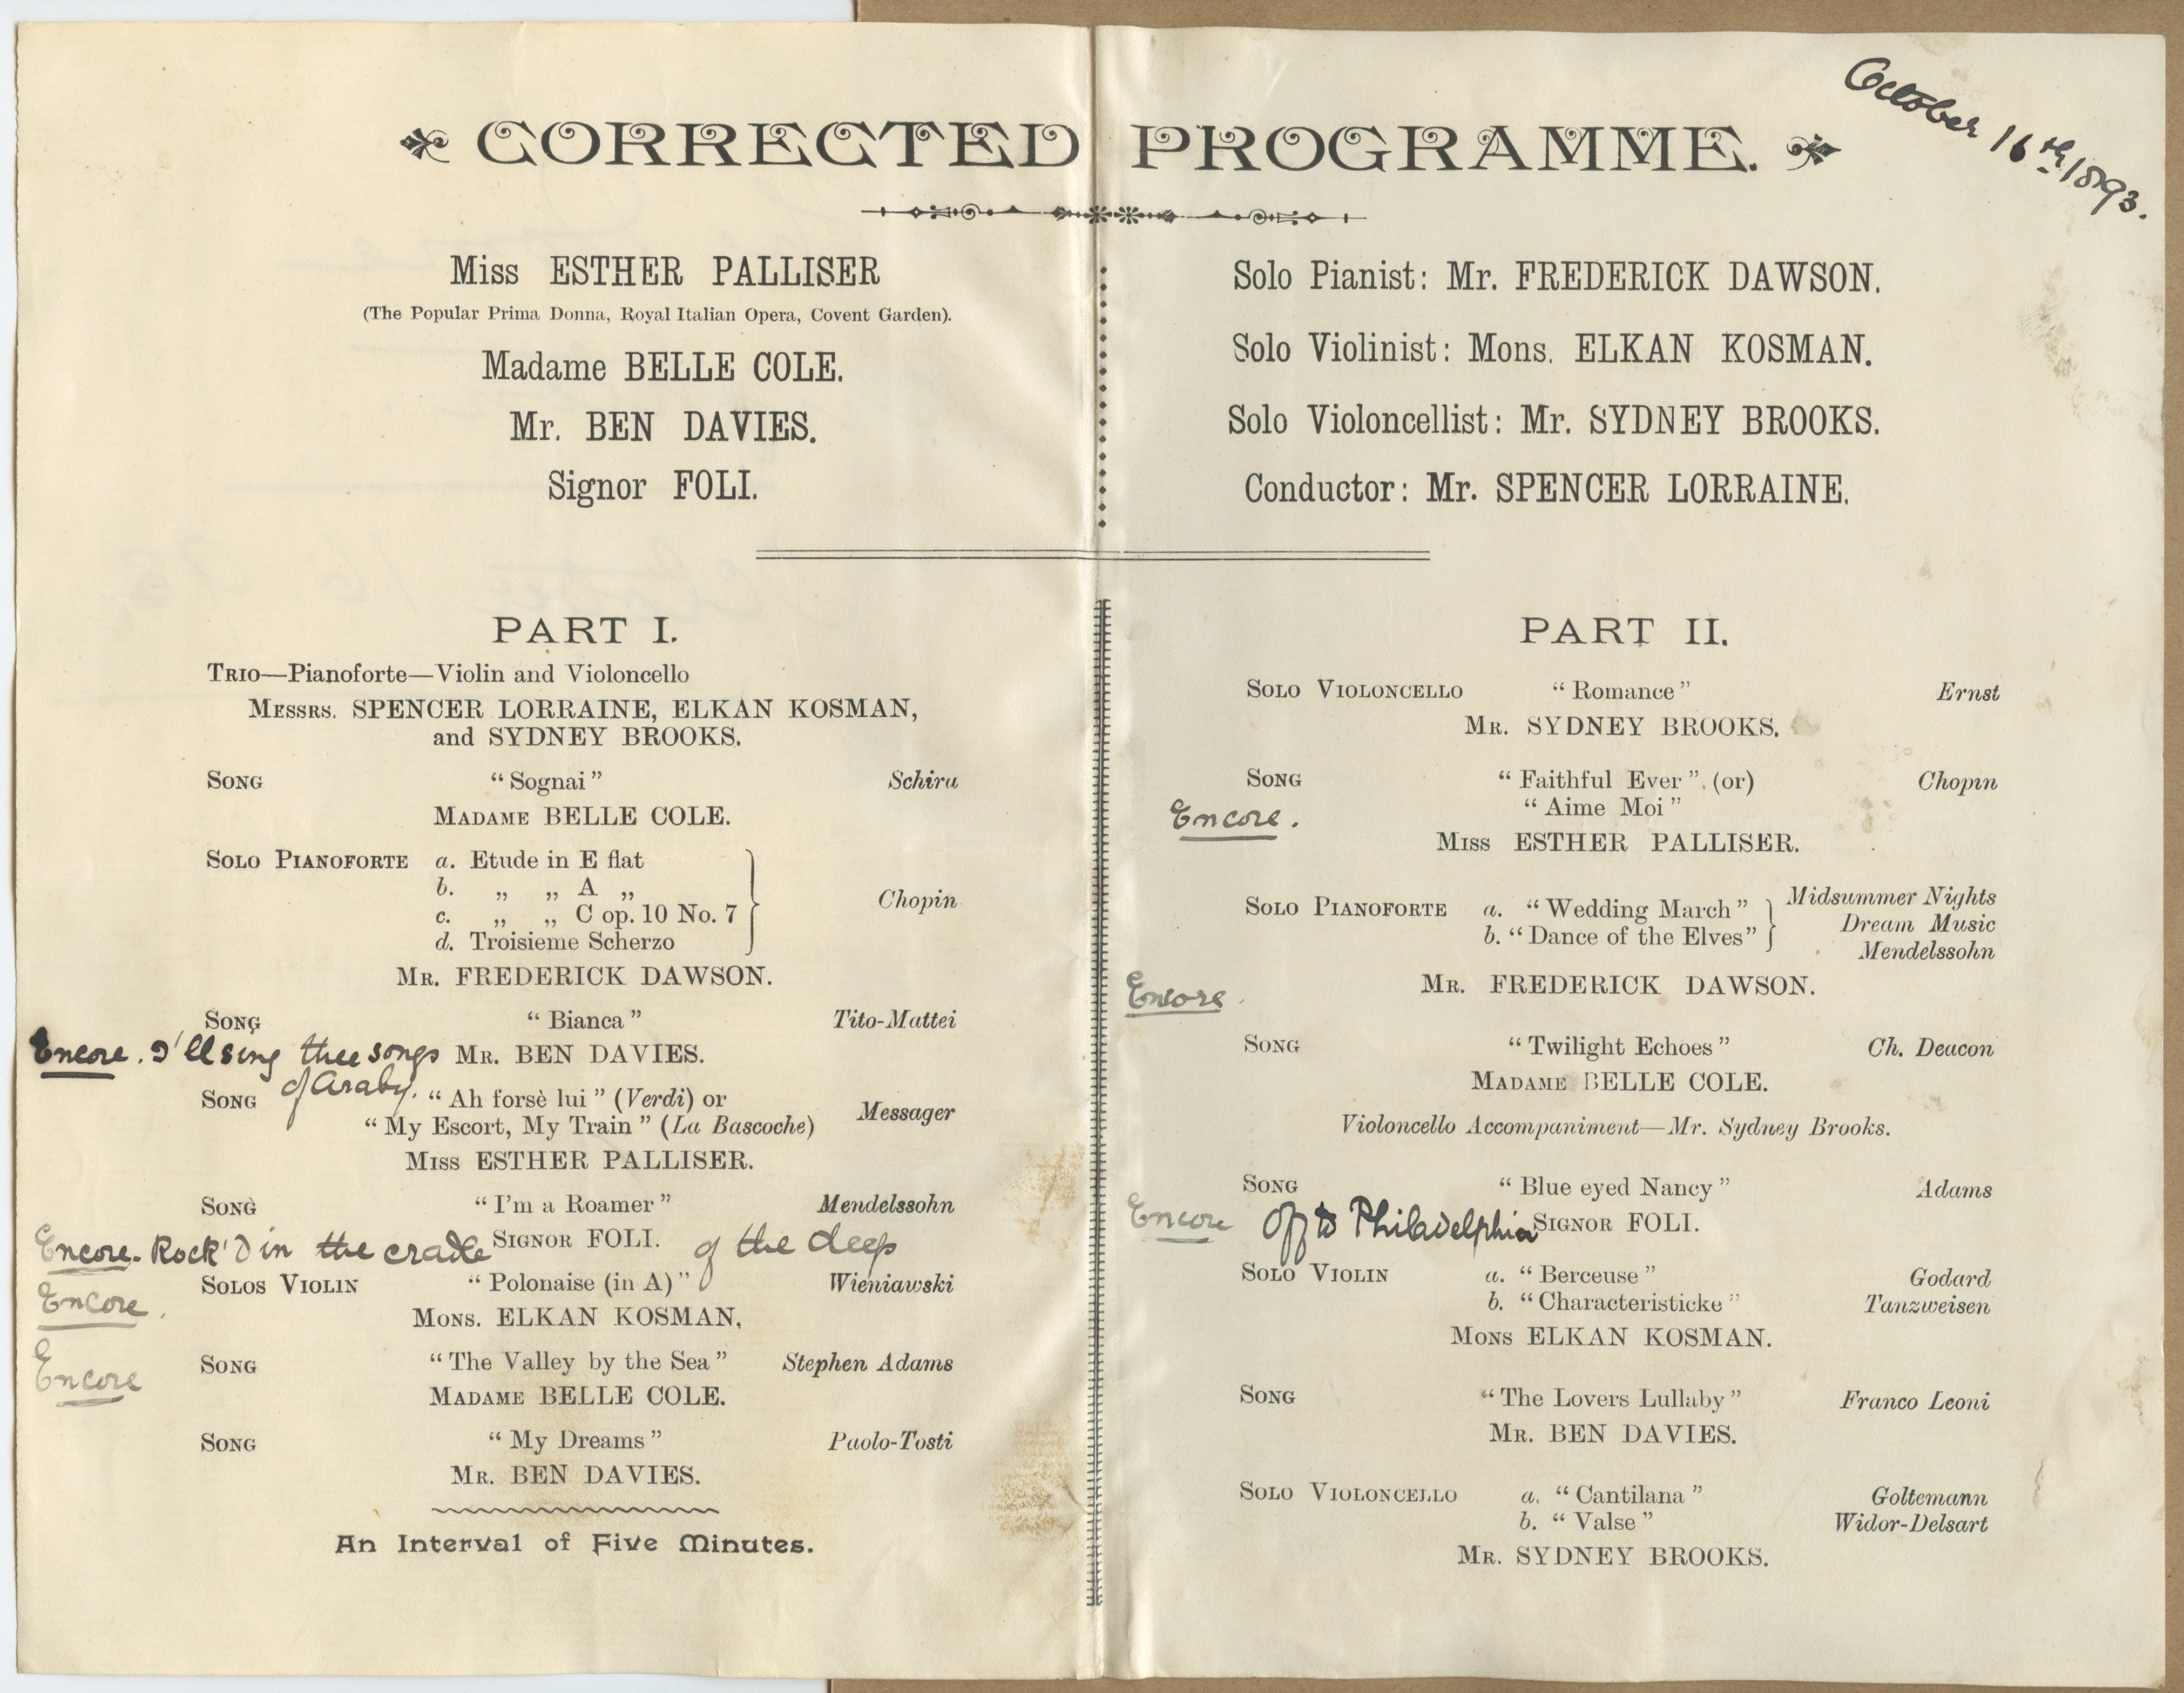 October 16th 1893.
CORRECTED PROGRAMME.
Miss ESTHER PALLISER
(The Popular Prima Donna, Royal Italian Opera, Covent Garden).
Madame BELLE COLE.
Mr. BEN DAVIES.
Signor FOLI.
Solo Pianist: Mr. FREDERICK DAWSON.
Solo Violinist: Mons. ELKAN KOSMAN.
Solo Violoncellist: Mr. SYDNEY BROOKS.
Conductor: Mr. SPENCER LORRAINE.
PART I.
TRIO—Pianoforte—Violin and Violoncello
MESSRS. SPENCER LORRAINE, ELKAN KOSMAN,
and SYDNEY BROOKS.
SONG "Sognai" Schira
MADAME BELLE COLE.
SOLO PIANOFORTE a. Etude in E flat
b. „ „ A „
c. „ „ C op. 10 No. 7
Chopin
d. Troisieme Scherzo
MR. FREDERICK DAWSON.
SONG "Bianca" Tito-Mattei
Encore. I'll sing thee songs MR. BEN DAVIES.
of Araby.
SONG "Ah forsè lui" (Verdi) or
"My Escort, My Train" (La Bascoche) Messager
MISS ESTHER PALLISER.
SONG "I'm a Roamer" Mendelssohn
SIGNOR FOLI.
Encore. Rock'd in the cradle of the deep
SOLOS VIOLIN "Polonaise (in A)" Wieniawski
Encore.
MONS. ELKAN KOSMAN,
SONG "The Valley by the Sea" Stephen Adams
Encore
MADAME BELLE COLE.
SONG "My Dreams" Paolo-Tosti
MR. BEN DAVIES.
An Interval of Five Minutes.
PART II.
SOLO VIOLONCELLO "Romance" Ernst
MR. SYDNEY BROOKS.
SONG "Faithful Ever" (or) Chopin
"Aime Moi"
Encore.
MISS ESTHER PALLISER.
SOLO PIANOFORTE a. "Wedding March" Midsummer Nights
b. "Dance of the Elves" Dream Music
Mendelssohn
MR. FREDERICK DAWSON.
Encore
SONG "Twilight Echoes" Ch. Deacon
MADAME BELLE COLE.
Violoncello Accompaniment—Mr. Sydney Brooks.
SONG "Blue eyed Nancy" Adams
Encore Off to Philadelphia SIGNOR FOLI.
SOLO VIOLIN a. "Berceuse" Godard
b. "Characteristicke" Tanzweisen
MONS ELKAN KOSMAN.
SONG "The Lovers Lullaby" Franco Leoni
MR. BEN DAVIES.
SOLO VIOLONCELLO a. "Cantilana" Goltemann
b. "Valse" Widor-Delsart
MR. SYDNEY BROOKS.